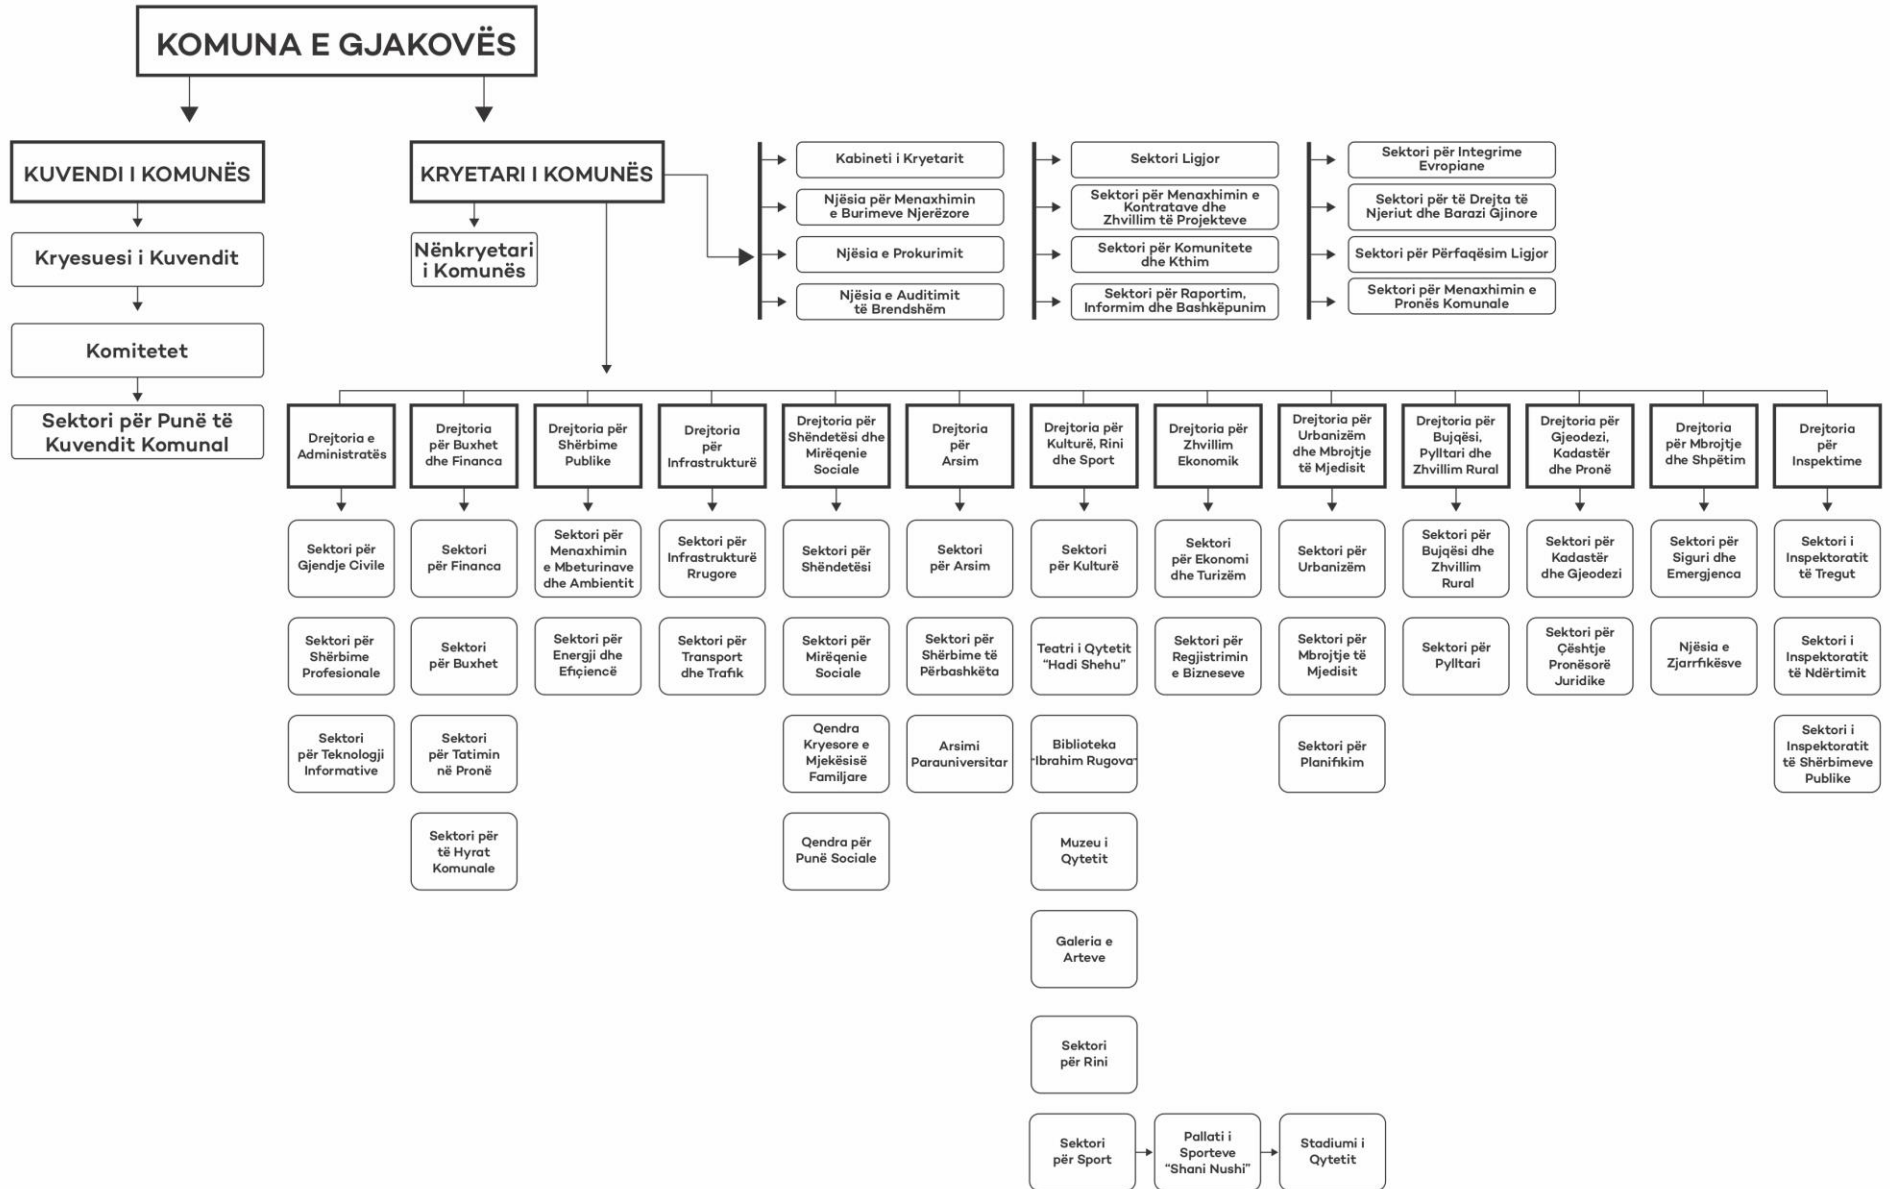 KOMUNA E GJAKOVËS
KUVENDI I KOMUNËS
Kryesuesi i Kuvendit
Komitetet
Sektori për Punë të
Kuvendit Komunal
KRYETARI I KOMUNËS
Nënkryetari
i Komunës
Kabineti i Kryetarit
Njësia për Menaxhimin
e Burimeve Njerëzore
Njësia e Prokurimit
Njësia e Auditimit
të Brendshëm
Sektori Ligjor
Sektori për Menaxhimin e
Kontratave dhe
Zhvillim të Projekteve
Sektori për Komunitete
dhe Kthim
Sektori për Raportim,
Informim dhe Bashkëpunim
Sektori për Integrime
Evropiane
Sektori për të Drejta të
Njeriut dhe Barazi Gjinore
Sektori për Përfaqësim Ligjor
Sektori për Menaxhimin e
Pronës Komunale
Drejtoria e
Administratës
Sektori për
Gjendje Civile
Sektori për
Shërbime
Profesionale
Sektori
për Teknologji
Informative
Drejtoria
për Buxhet
dhe Financa
Sektori
për Financa
Sektori
për Buxhet
Sektori
për Tatimin
në Pronë
Sektori për
të Hyrat
Komunale
Drejtoria për
Shërbime
Publike
Sektori për
Menaxhimin
e Mbeturinave
dhe Ambientit
Sektori për
Energji dhe
Efiçiencë
Drejtoria
për
Infrastrukturë
Sektori për
Infrastrukturë
Rrugore
Sektori për
Transport
dhe Trafik
Drejtoria për
Shëndetësi dhe
Mirëqenie
Sociale
Sektori për
Shëndetësi
Sektori për
Mirëqenie
Sociale
Qendra
Kryesore e
Mjekësisë
Familjare
Qendra për
Punë Sociale
Drejtoria
për
Arsim
Sektori
për Arsim
Sektori për
Shërbime të
Përbashkëta
Arsimi
Parauniversitar
Drejtoria për
Kulturë, Rini
dhe Sport
Sektori
për Kulturë
Teatri i Qytetit
“Hadi Shehu”
Biblioteka
“Ibrahim Rugova”
Muzeu i
Qytetit
Galeria e
Arteve
Sektori
për Rini
Sektori
për Sport
Pallati i
Sporteve
“Shani Nushi”
Stadiumi i
Qytetit
Drejtoria për
Zhvillim
Ekonomik
Sektori
për Ekonomi
dhe Turizëm
Sektori për
Regjistrimin
e Bizneseve
Drejtoria për
Urbanizëm
dhe Mbrojtje
të Mjedisit
Sektori për
Urbanizëm
Sektori për
Mbrojtje të
Mjedisit
Sektori për
Planifikim
Drejtoria për
Bujqësi,
Pylltari dhe
Zhvillim Rural
Sektori për
Bujqësi dhe
Zhvillim
Rural
Sektori për
Pylltari
Drejtoria për
Gjeodezi,
Kadastër
dhe Pronë
Sektori për
Kadastër
dhe Gjeodezi
Sektori për
Çështje
Pronësorë
Juridike
Drejtoria
për Mbrojtje
dhe Shpëtim
Sektori për
Siguri dhe
Emergjenca
Njësia e
Zjarrfikësve
Drejtoria
për
Inspektime
Sektori i
Inspektoratit
të Tregut
Sektori i
Inspektoratit
të Ndërtimit
Sektori i
Inspektoratit
të Shërbimeve
Publike